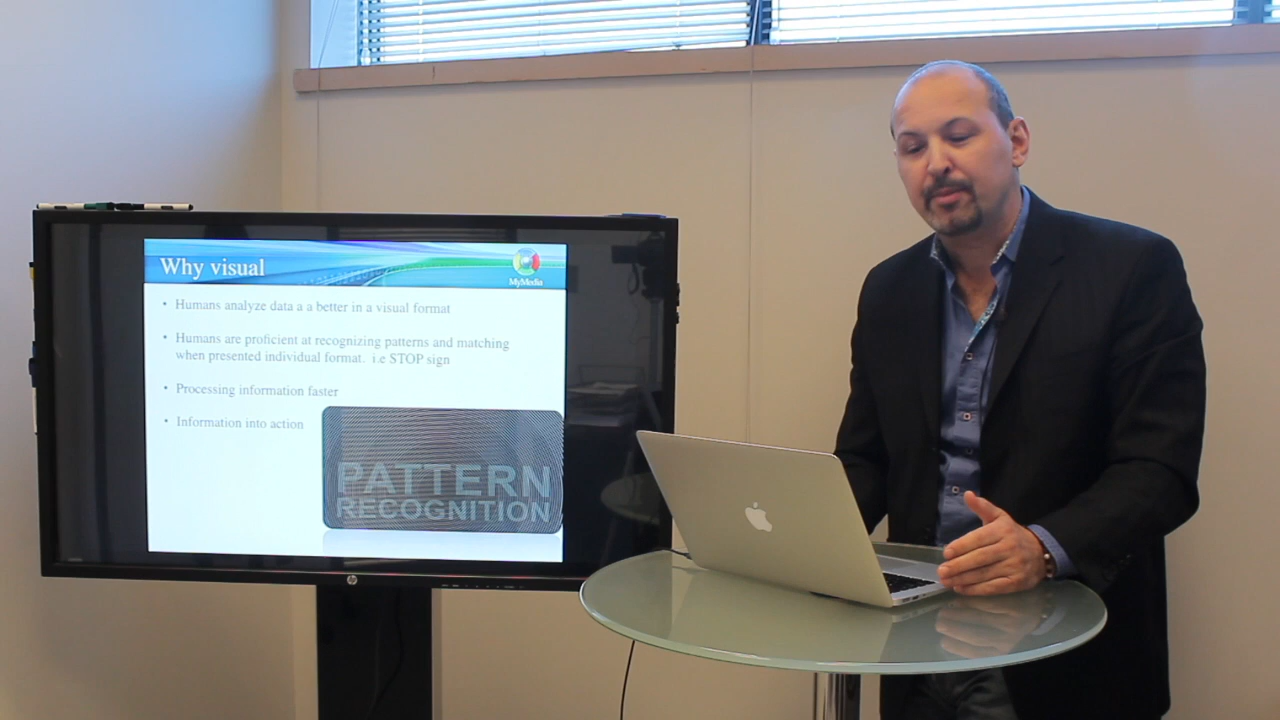 Why visual
MyMedia
• Humans analyze data a a better in a visual format
• Humans are proficient at recognizing patterns and matching
when presented individual format. i.e STOP sign
• Processing information faster
• Information into action
PATTERN
RECOGNITION
hp